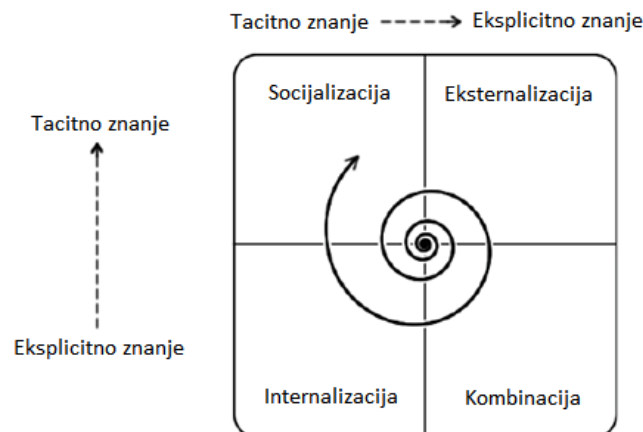 Tacitno znanje Eksplicitno znanje
Socijalizacija Eksternalizacija
Tacitno znanje
Eksplicitno znanje
Internalizacija Kombinacija